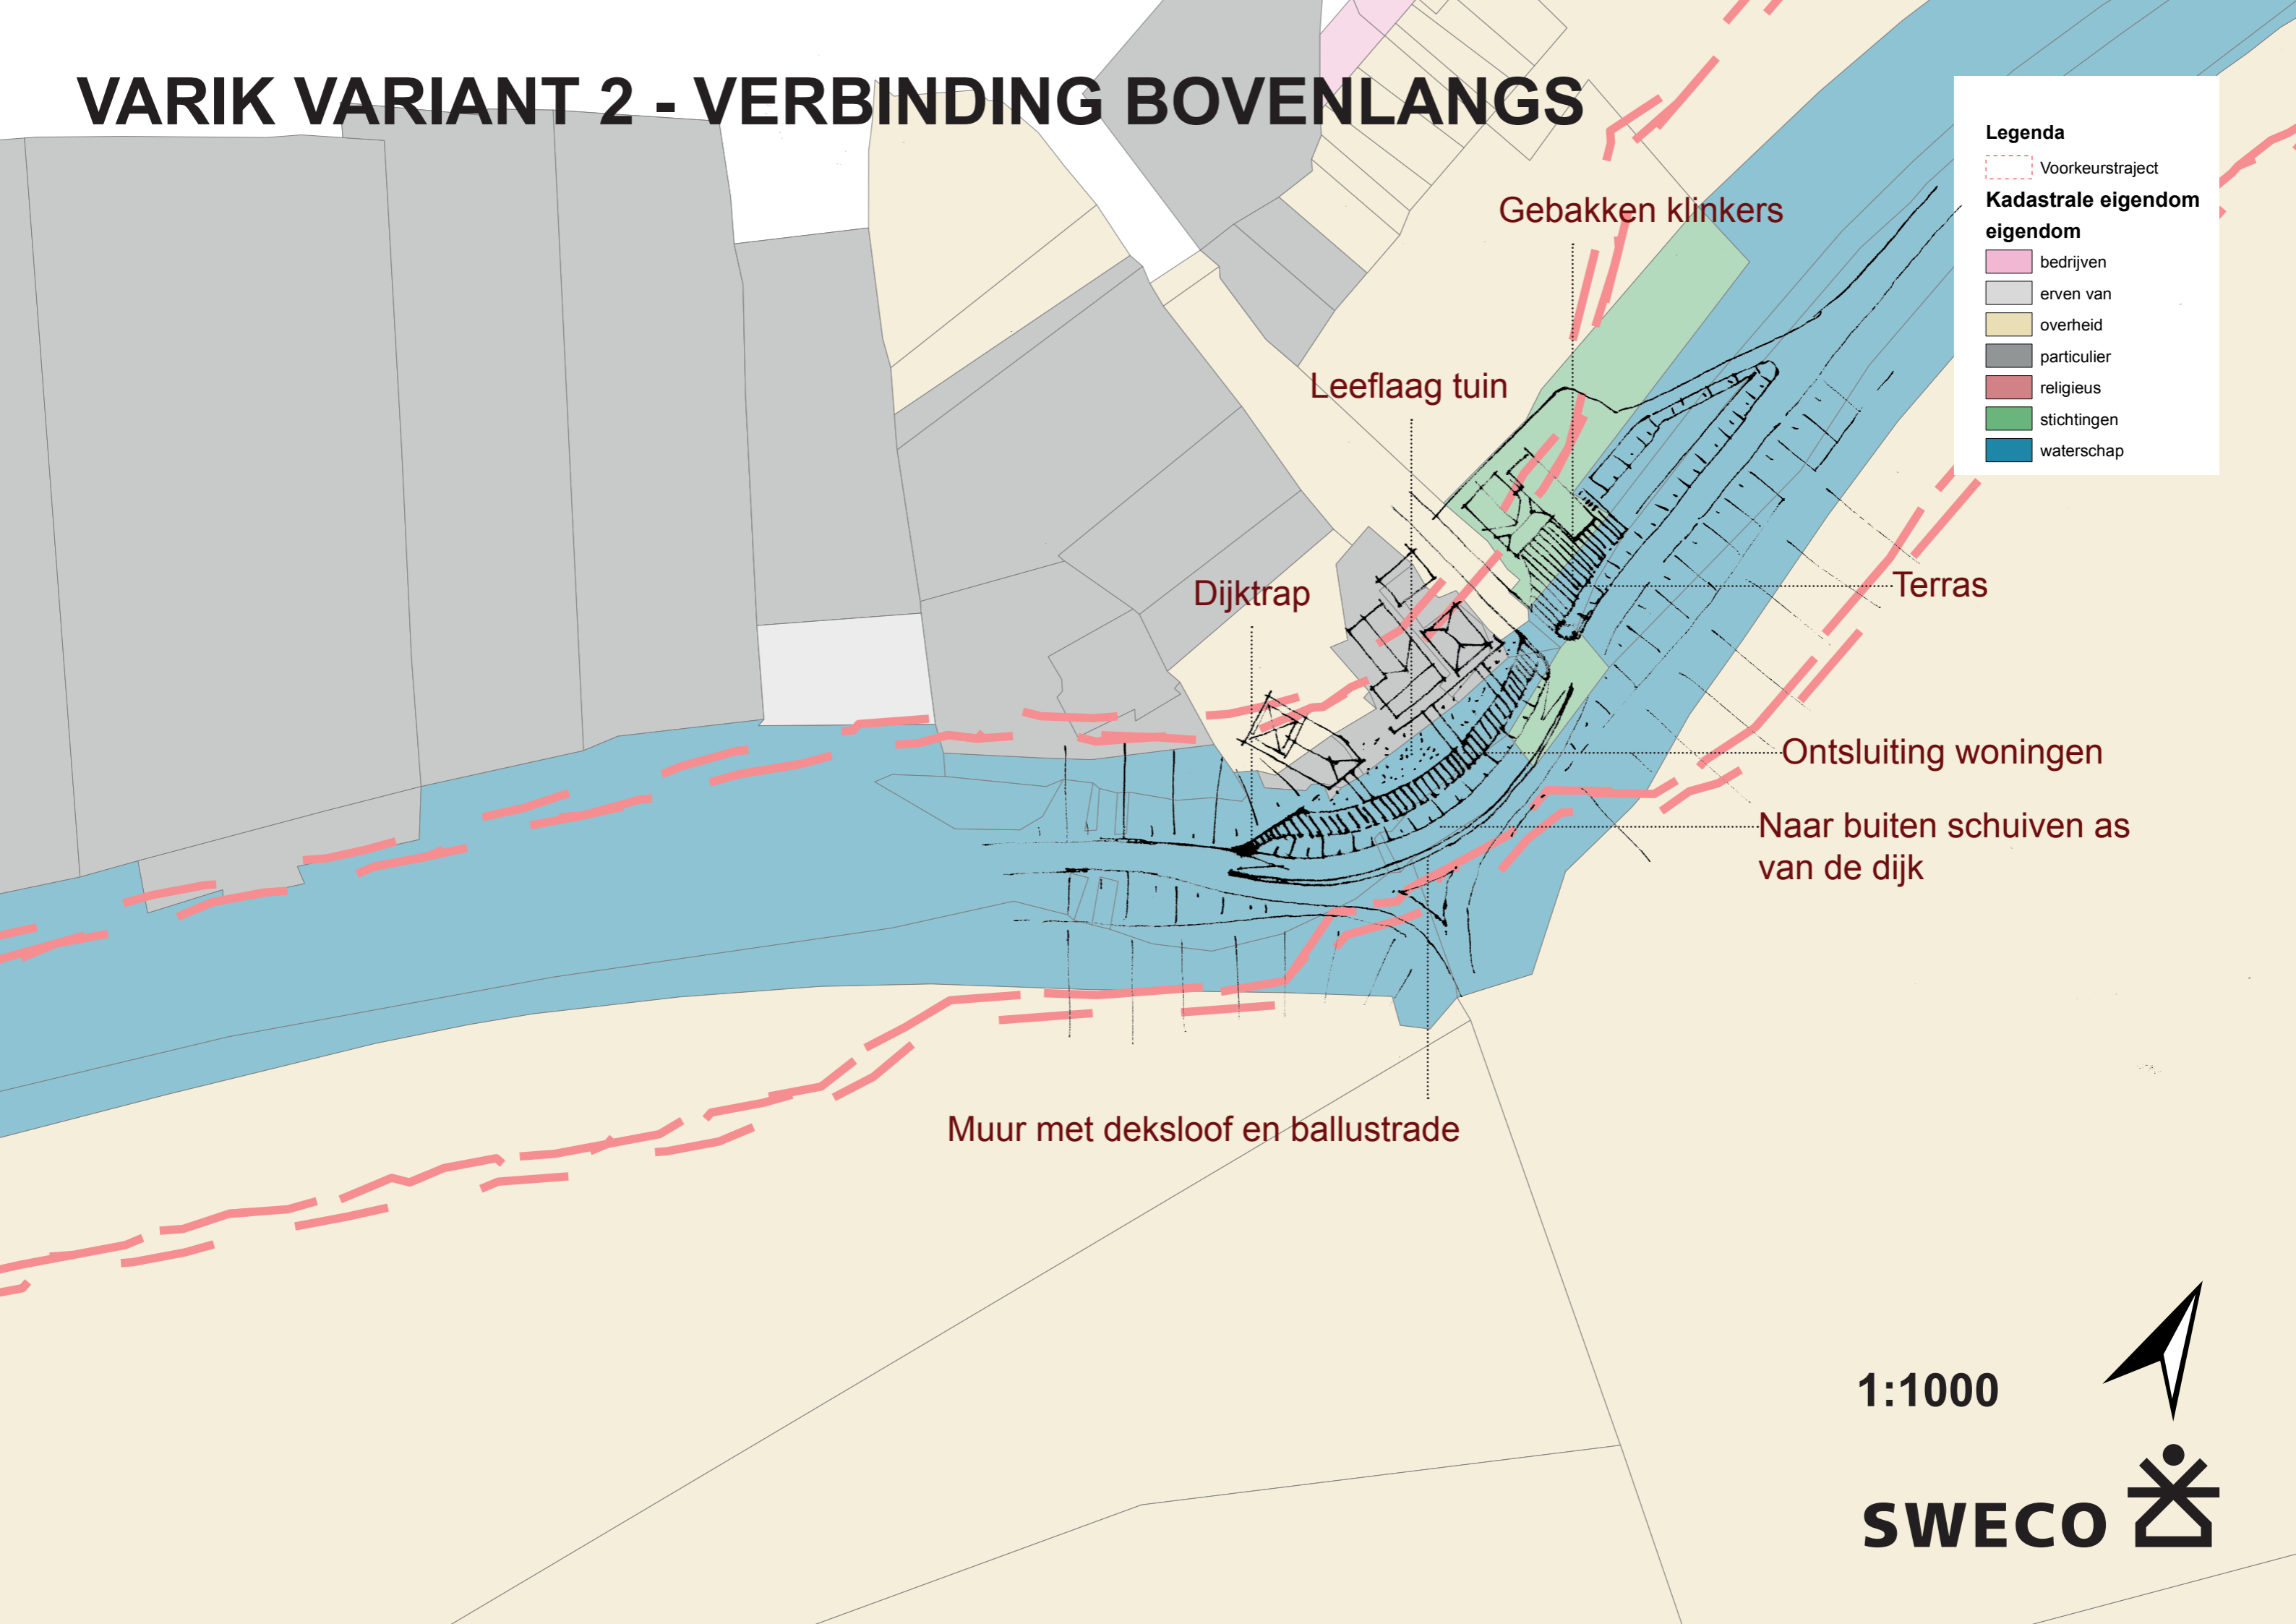 VARIK VARIANT 2 - VERBINDING BOVENLANGS
Legenda
Voorkeurstraject
Kadastrale eigendom
eigendom
bedrijven
erven van
overheid
particulier
religieus
stichtingen
waterschap
Gebakken klinkers
Leeflaag tuin
Dijktrap
Terras
Ontsluiting woningen
Naar buiten schuiven as
van de dijk
Muur met deksloof en ballustrade
1:1000
SWECO